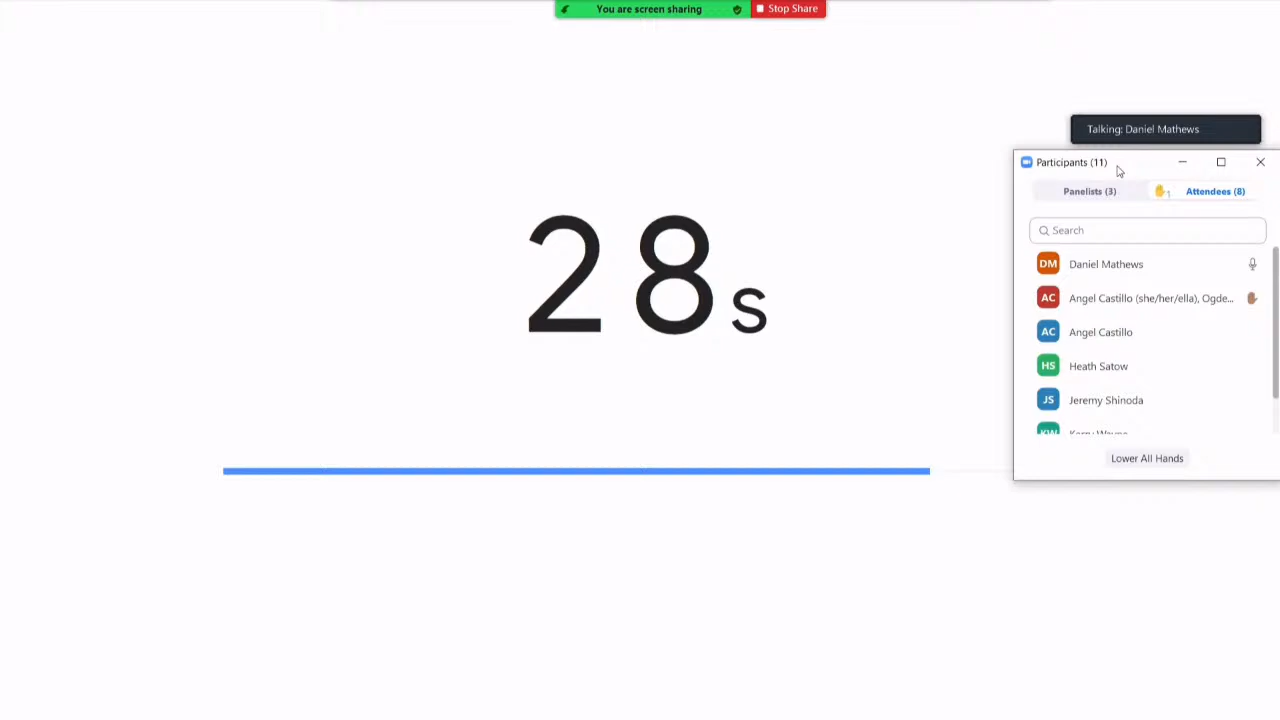 You are screen sharing
Stop Share
Talking: Daniel Mathews
Participants (11)
Panelists (3)
1
Attendees (8)
Search
28s
DM Daniel Mathews
AC Angel Castillo (she/her/ella), Ogde...
AC Angel Castillo
HS Heath Satow
JS Jeremy Shinoda
KW
Lower All Hands